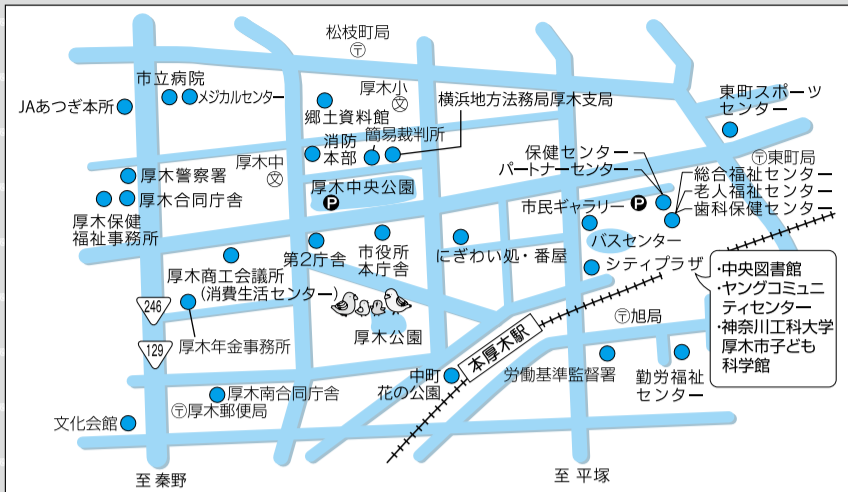 松枝町局
〒
市立病院
メジカルセンター
JAあつぎ本所
厚木小
文
郷土資料館
横浜地方法務局厚木支局
東町スポーツ
センター
消防
本部
簡易裁判所
厚木中
文
保健センター
パートナーセンター
〒東町局
総合福祉センター
老人福祉センター
歯科保健センター
厚木警察署
厚木合同庁舎
厚木中央公園
P
市民ギャラリー
P
厚木保健
福祉事務所
バスセンター
第2庁舎
市役所
本庁舎
にぎわい処・番屋
シティプラザ
・中央図書館
・ヤングコミュニ
ティセンター
・神奈川工科大学
厚木市子ども
科学館
厚木商工会議所
(消費生活センター)
246
厚木年金事務所
厚木公園
〒旭局
129
本厚木駅
中町
花の公園
労働基準監督署
勤労福祉
センター
厚木南合同庁舎
〒厚木郵便局
文化会館
至 秦野
至 平塚